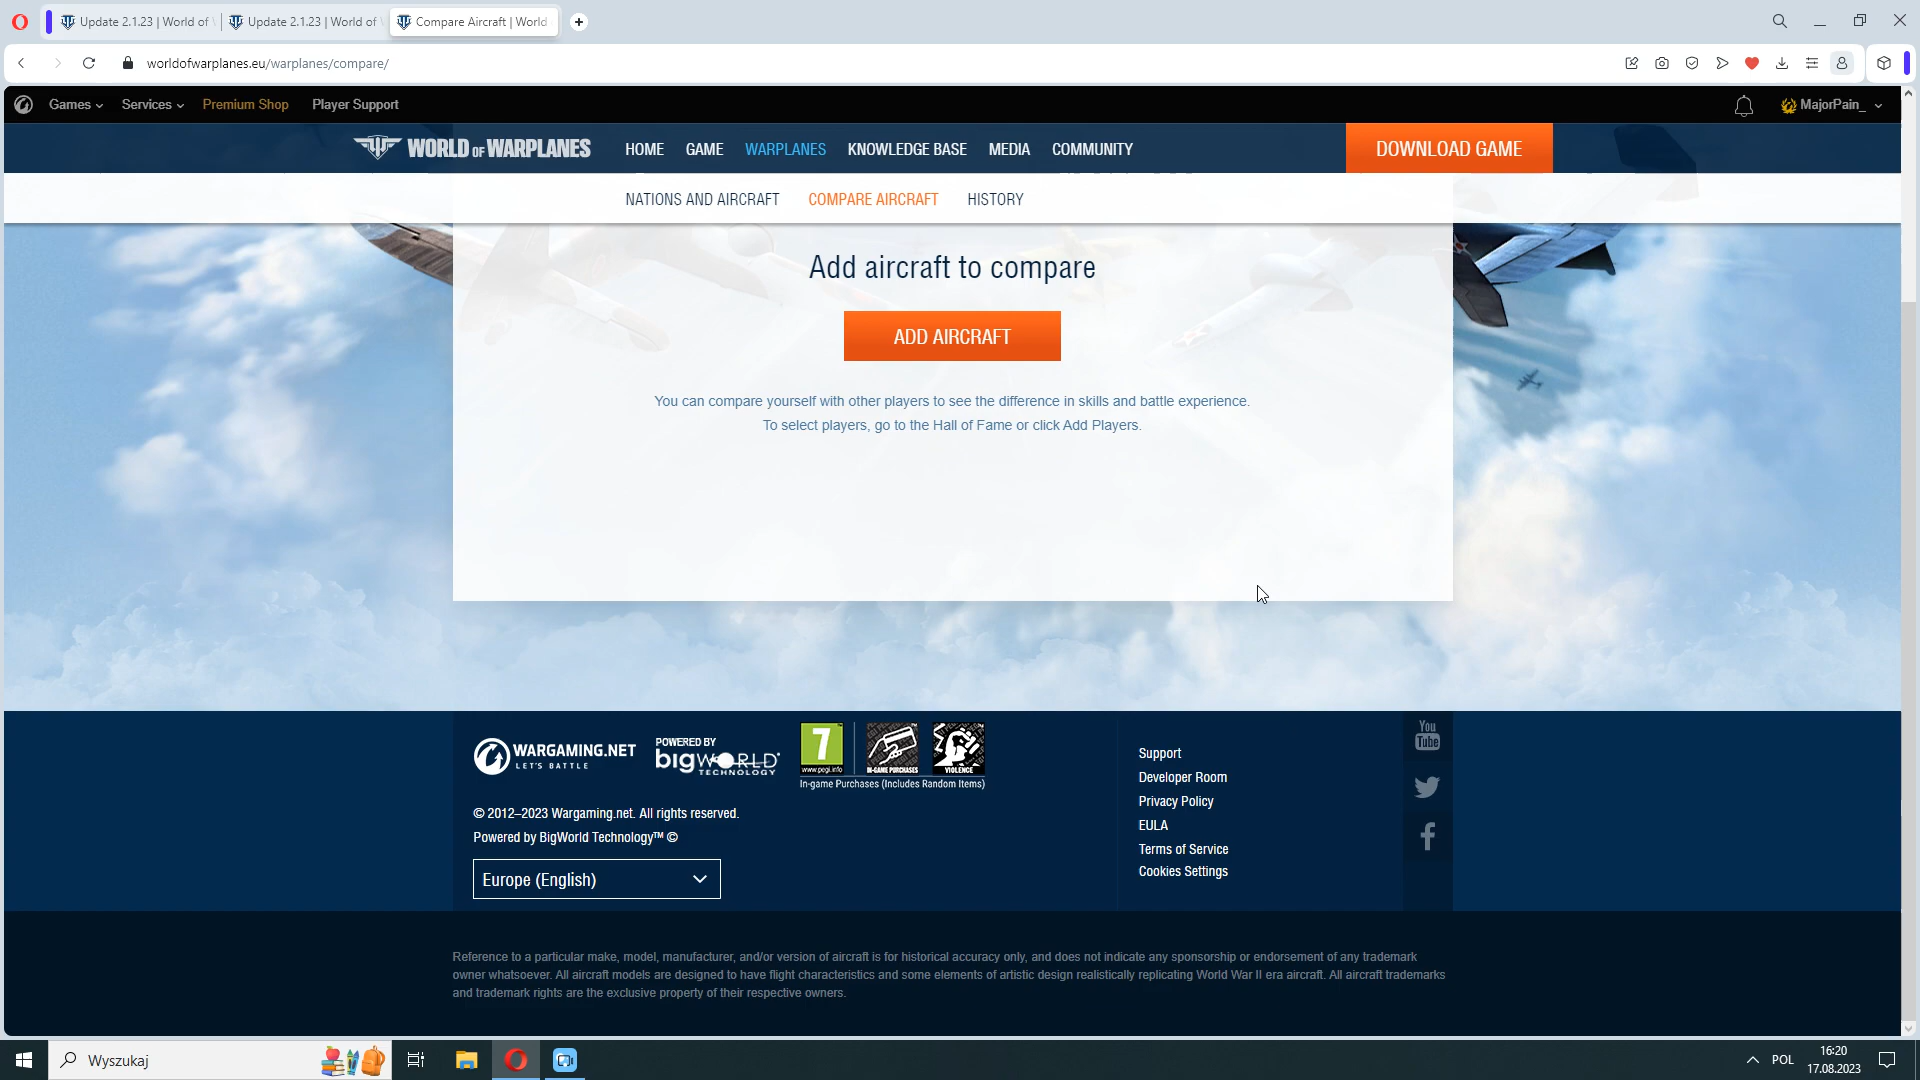 Update 2.1.23 | World of
Update 2.1.23 | World of
Compare Aircraft | World
worldofwarplanes.eu/warplanes/compare/
Games
Services
Premium Shop
Player Support
MajorPain_
WORLD OF WARPLANES
HOME
GAME
WARPLANES
KNOWLEDGE BASE
MEDIA
COMMUNITY
DOWNLOAD GAME
NATIONS AND AIRCRAFT
COMPARE AIRCRAFT
HISTORY
Add aircraft to compare
ADD AIRCRAFT
You can compare yourself with other players to see the difference in skills and battle experience.
To select players, go to the Hall of Fame or click Add Players.
WARGAMING.NET
LET'S BATTLE
POWERED BY
bigWORLD
TECHNOLOGY
7
www.pegi.info
IN-GAME PURCHASES
VIOLENCE
In-game Purchases (Includes Random Items)
© 2012–2023 Wargaming.net. All rights reserved.
Powered by BigWorld Technology™ ©
Europe (English)
Support
Developer Room
Privacy Policy
EULA
Terms of Service
Cookies Settings
You
Tube
Reference to a particular make, model, manufacturer, and/or version of aircraft is for historical accuracy only, and does not indicate any sponsorship or endorsement of any trademark
owner whatsoever. All aircraft models are designed to have flight characteristics and some elements of artistic design realistically replicating World War II era aircraft. All aircraft trademarks
and trademark rights are the exclusive property of their respective owners.
Wyszukaj
POL
16:20
17.08.2023